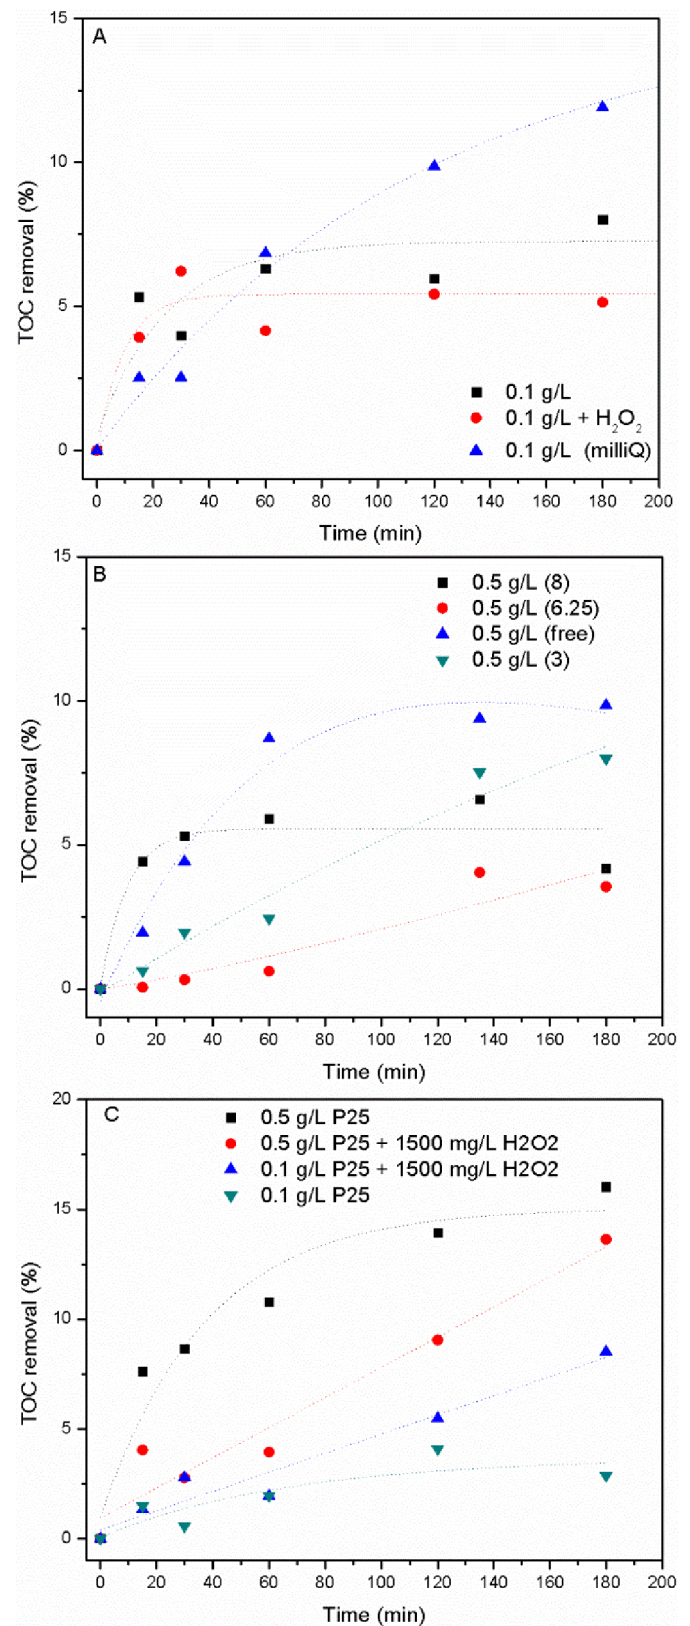 15
A
10
5
0
TOC removal (%)
0.1 g/L
0.1 g/L + H₂O₂
0.1 g/L (milliQ)
0 20 40 60 80 100 120 140 160 180 200
Time (min)
15
B
10
5
0
TOC removal (%)
0.5 g/L (8)
0.5 g/L (6.25)
0.5 g/L (free)
0.5 g/L (3)
0 20 40 60 80 100 120 140 160 180 200
Time (min)
20
C
15
10
5
0
TOC removal (%)
0.5 g/L P25
0.5 g/L P25 + 1500 mg/L H2O2
0.1 g/L P25 + 1500 mg/L H2O2
0.1 g/L P25
0 20 40 60 80 100 120 140 160 180 200
Time (min)